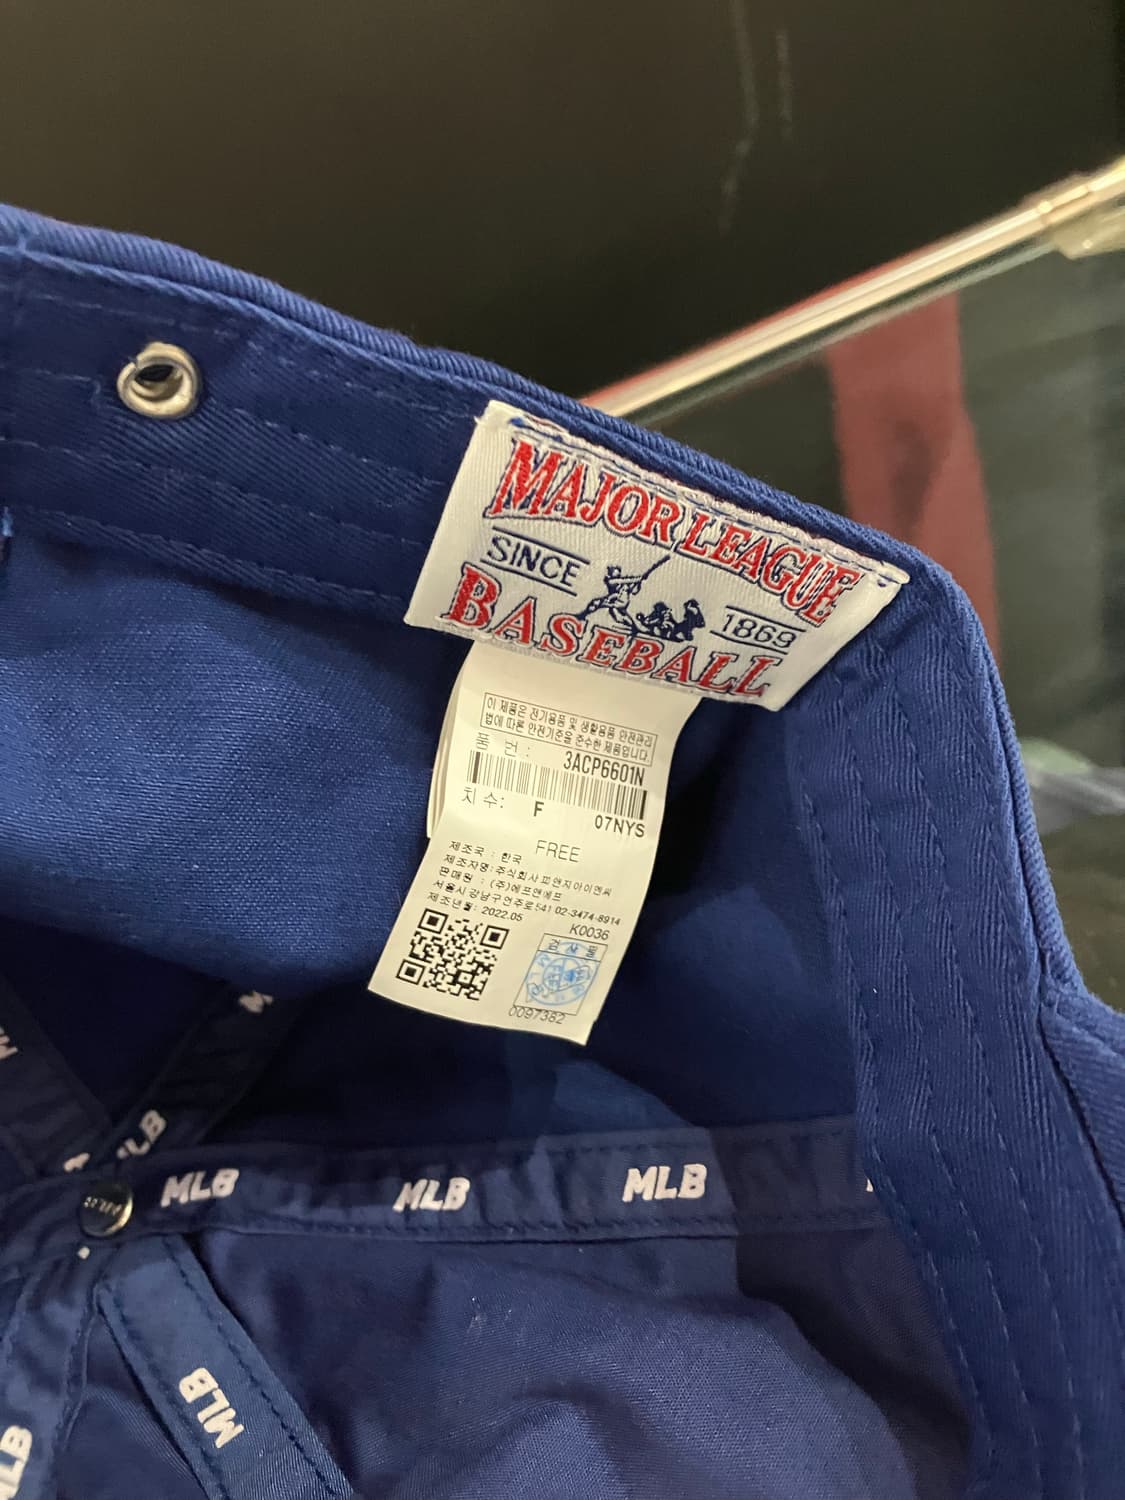 MAJOR LEAGUE
SINCE 1869
BASEBALL
이 제품은 전기용품 및 생활용품 안전관리
법에 따른 안전기준을 준수한 제품입니다.
품 번 : 3ACP6601N
치 수: F 07NYS
FREE
제조국 : 한국
제조자명: 주식회사 피앤지아이엔씨
판매원 : (주)에프앤에프
서울시 강남구 언주로 541 02-3474-8914
제조년월: 2022.05
K0036
검 사 필
0097382
MLB
MLB
MLB
MLB
MLB
MLB